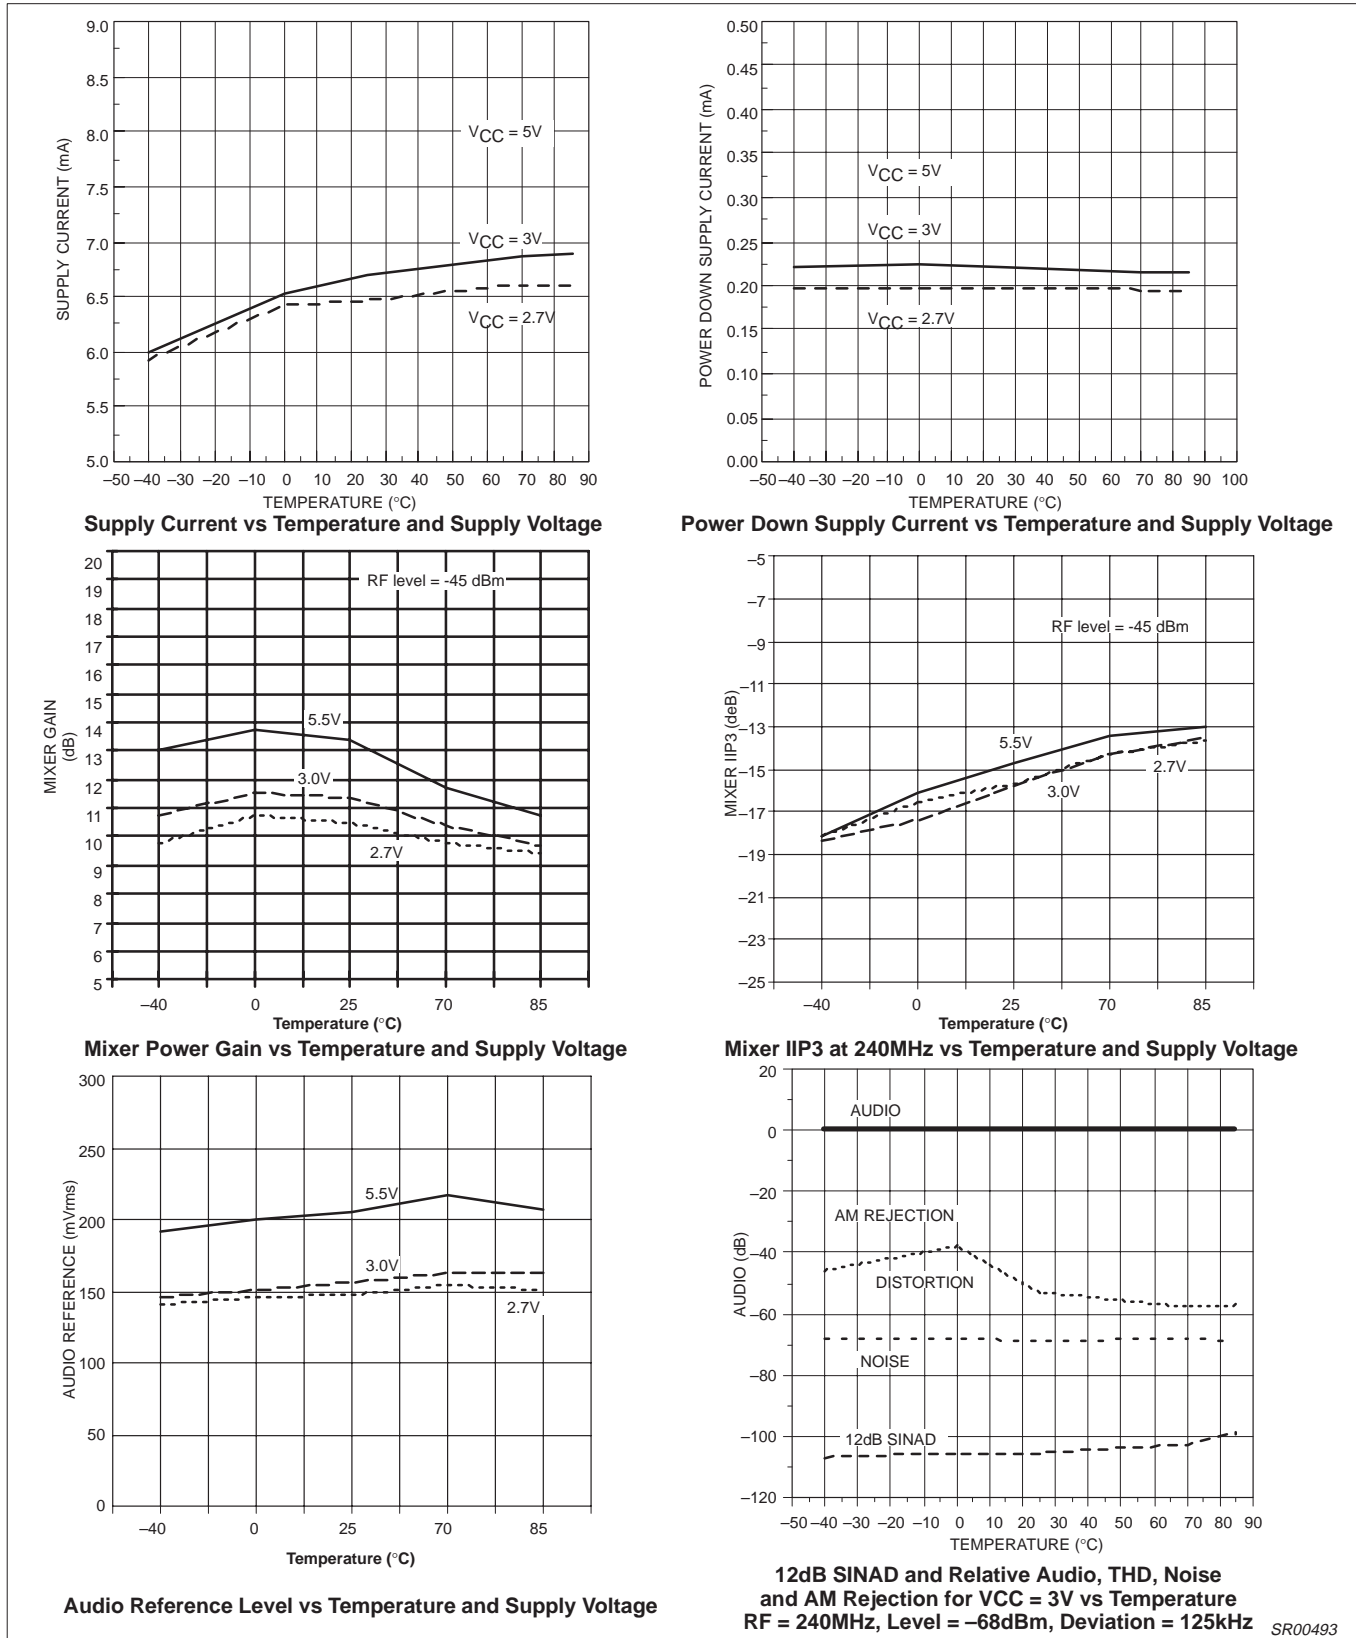 9.0
8.5
8.0
7.5
7.0
6.5
6.0
5.5
5.0
SUPPLY CURRENT (mA)
VCC = 5V
VCC = 3V
VCC = 2.7V
–50 –40 –30 –20 –10 0 10 20 30 40 50 60 70 80 90
TEMPERATURE (°C)
Supply Current vs Temperature and Supply Voltage
0.50
0.45
0.40
0.35
0.30
0.25
0.20
0.15
0.10
0.05
0.00
POWER DOWN SUPPLY CURRENT (mA)
VCC = 5V
VCC = 3V
VCC = 2.7V
–50 –40 –30 –20 –10 0 10 20 30 40 50 60 70 80 90 100
TEMPERATURE (°C)
Power Down Supply Current vs Temperature and Supply Voltage
20
19
18
17
16
15
14
13
12
11
10
9
8
7
6
5
MIXER GAIN
(dB)
RF level = -45 dBm
5.5V
3.0V
2.7V
–40 0 25 70 85
Temperature (°C)
Mixer Power Gain vs Temperature and Supply Voltage
–5
–7
–9
–11
–13
–15
–17
–19
–21
–23
–25
MIXER IIP3 (deB)
RF level = -45 dBm
5.5V
2.7V
3.0V
–40 0 25 70 85
Temperature (°C)
Mixer IIP3 at 240MHz vs Temperature and Supply Voltage
300
250
200
150
100
50
0
AUDIO REFERENCE (mVrms)
5.5V
3.0V
2.7V
–40 0 25 70 85
Temperature (°C)
Audio Reference Level vs Temperature and Supply Voltage
20
0
–20
–40
–60
–80
–100
–120
AUDIO (dB)
AUDIO
AM REJECTION
DISTORTION
NOISE
12dB SINAD
–50 –40 –30 –20 –10 0 10 20 30 40 50 60 70 80 90
TEMPERATURE (°C)
12dB SINAD and Relative Audio, THD, Noise
and AM Rejection for VCC = 3V vs Temperature
RF = 240MHz, Level = –68dBm, Deviation = 125kHz
SR00493